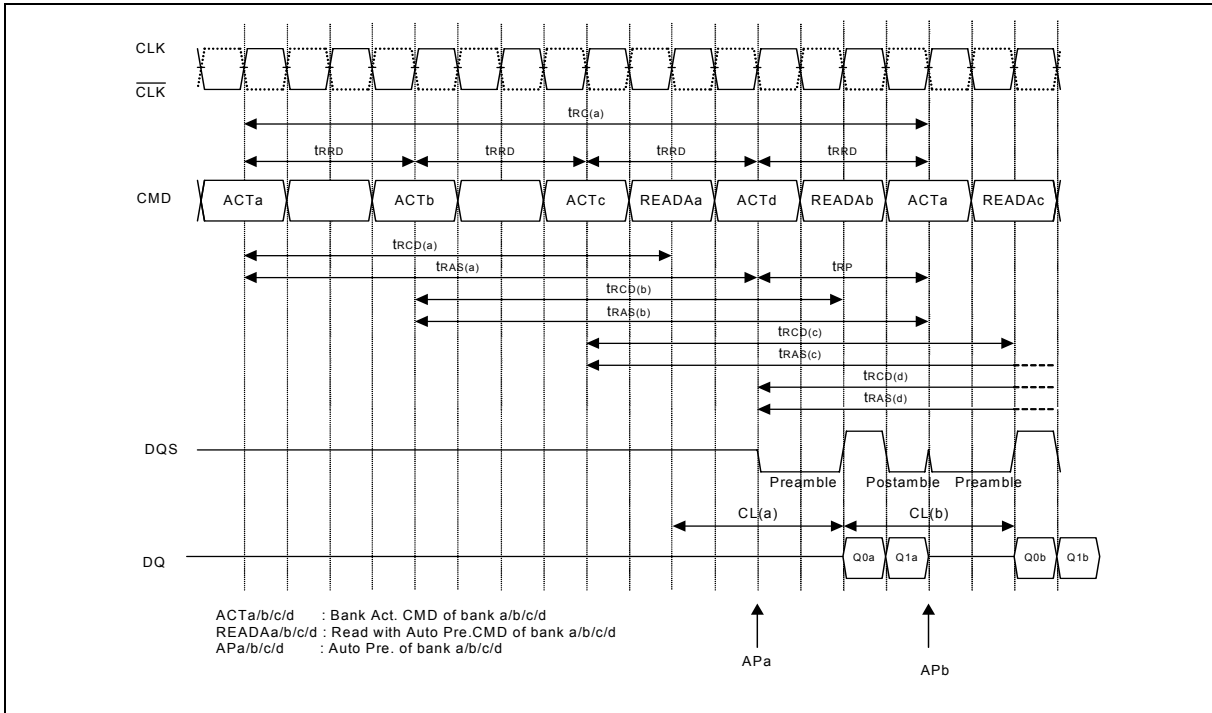 CLK
CLK
tRC(a)
tRRD tRRD tRRD tRRD
CMD ACTa ACTb ACTc READAa ACTd READAb ACTa READAc
tRCD(a)
tRAS(a) tRP
tRCD(b)
tRAS(b)
tRCD(c)
tRAS(c)
tRCD(d)
tRAS(d)
DQS
Preamble Postamble Preamble
CL(a) CL(b)
DQ Q0a Q1a Q0b Q1b
ACTa/b/c/d : Bank Act. CMD of bank a/b/c/d
READAa/b/c/d : Read with Auto Pre.CMD of bank a/b/c/d
APa/b/c/d : Auto Pre. of bank a/b/c/d
APa APb